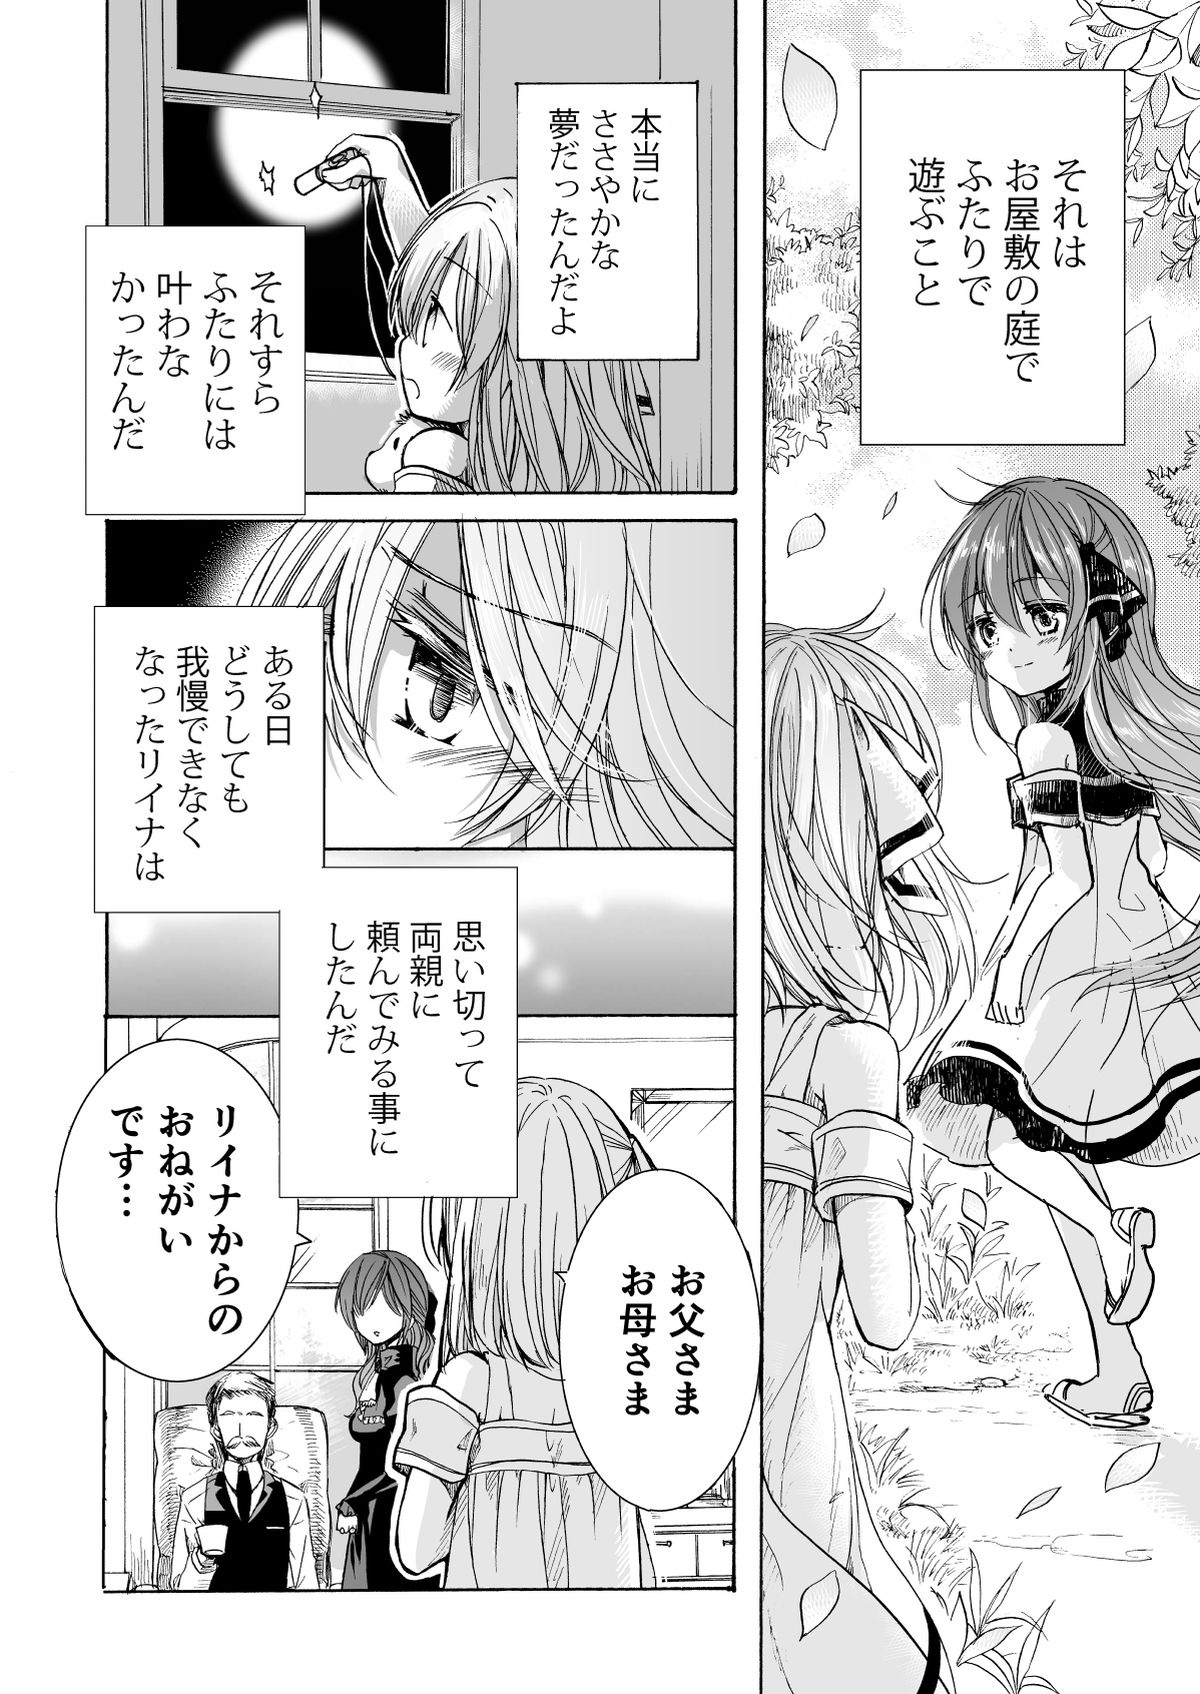 それは
お屋敷の庭で
ふたりで
遊ぶこと
本当に
ささやかな
夢だったんだよ
それすら
ふたりには
叶わな
かったんだ
ある日
どうしても
我慢できなく
なったリイナは
思い切って
両親に
頼んでみる事に
したんだ
お父さま
お母さま
リイナからの
おねがい
です…